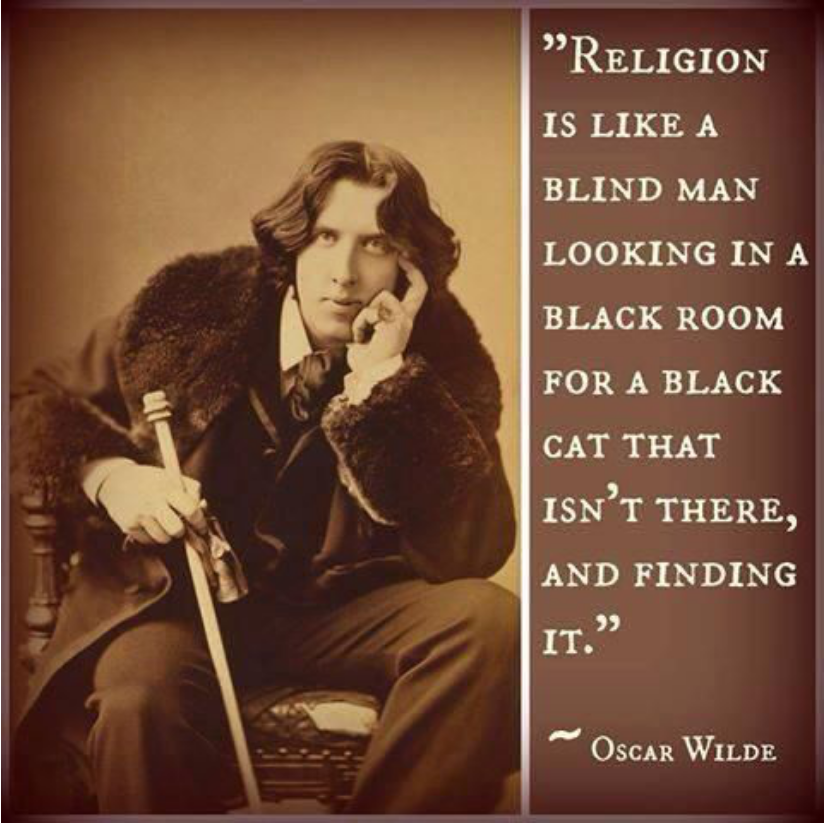 ”Religion
is like a
blind man
looking in a
black room
for a black
cat that
isn’t there,
and finding
it.”
~ Oscar Wilde